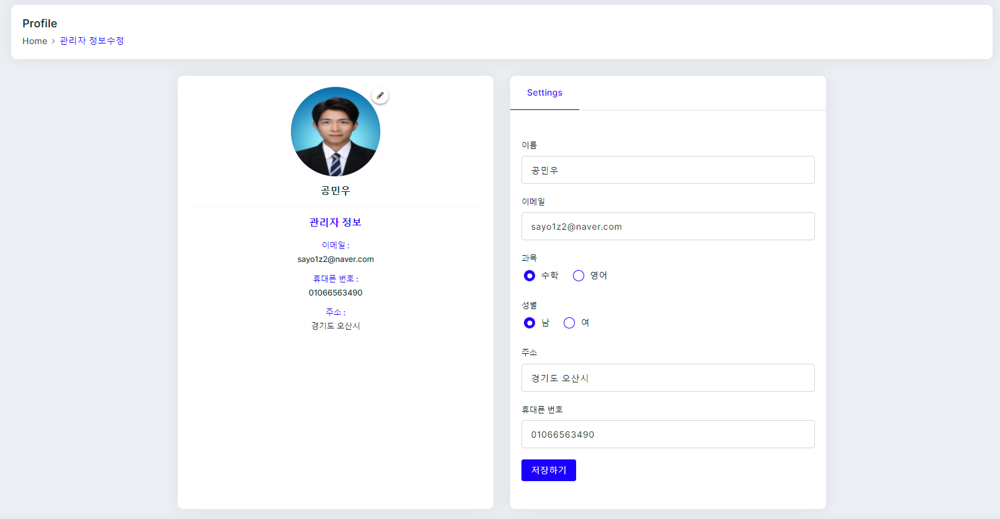 Profile
Home > 관리자 정보수정
공민우
관리자 정보
이메일 :
sayo1z2@naver.com
휴대폰 번호 :
01066563490
주소 :
경기도 오산시
Settings
이름
공민우
이메일
sayo1z2@naver.com
과목
수학 영어
성별
남 여
주소
경기도 오산시
휴대폰 번호
01066563490
저장하기